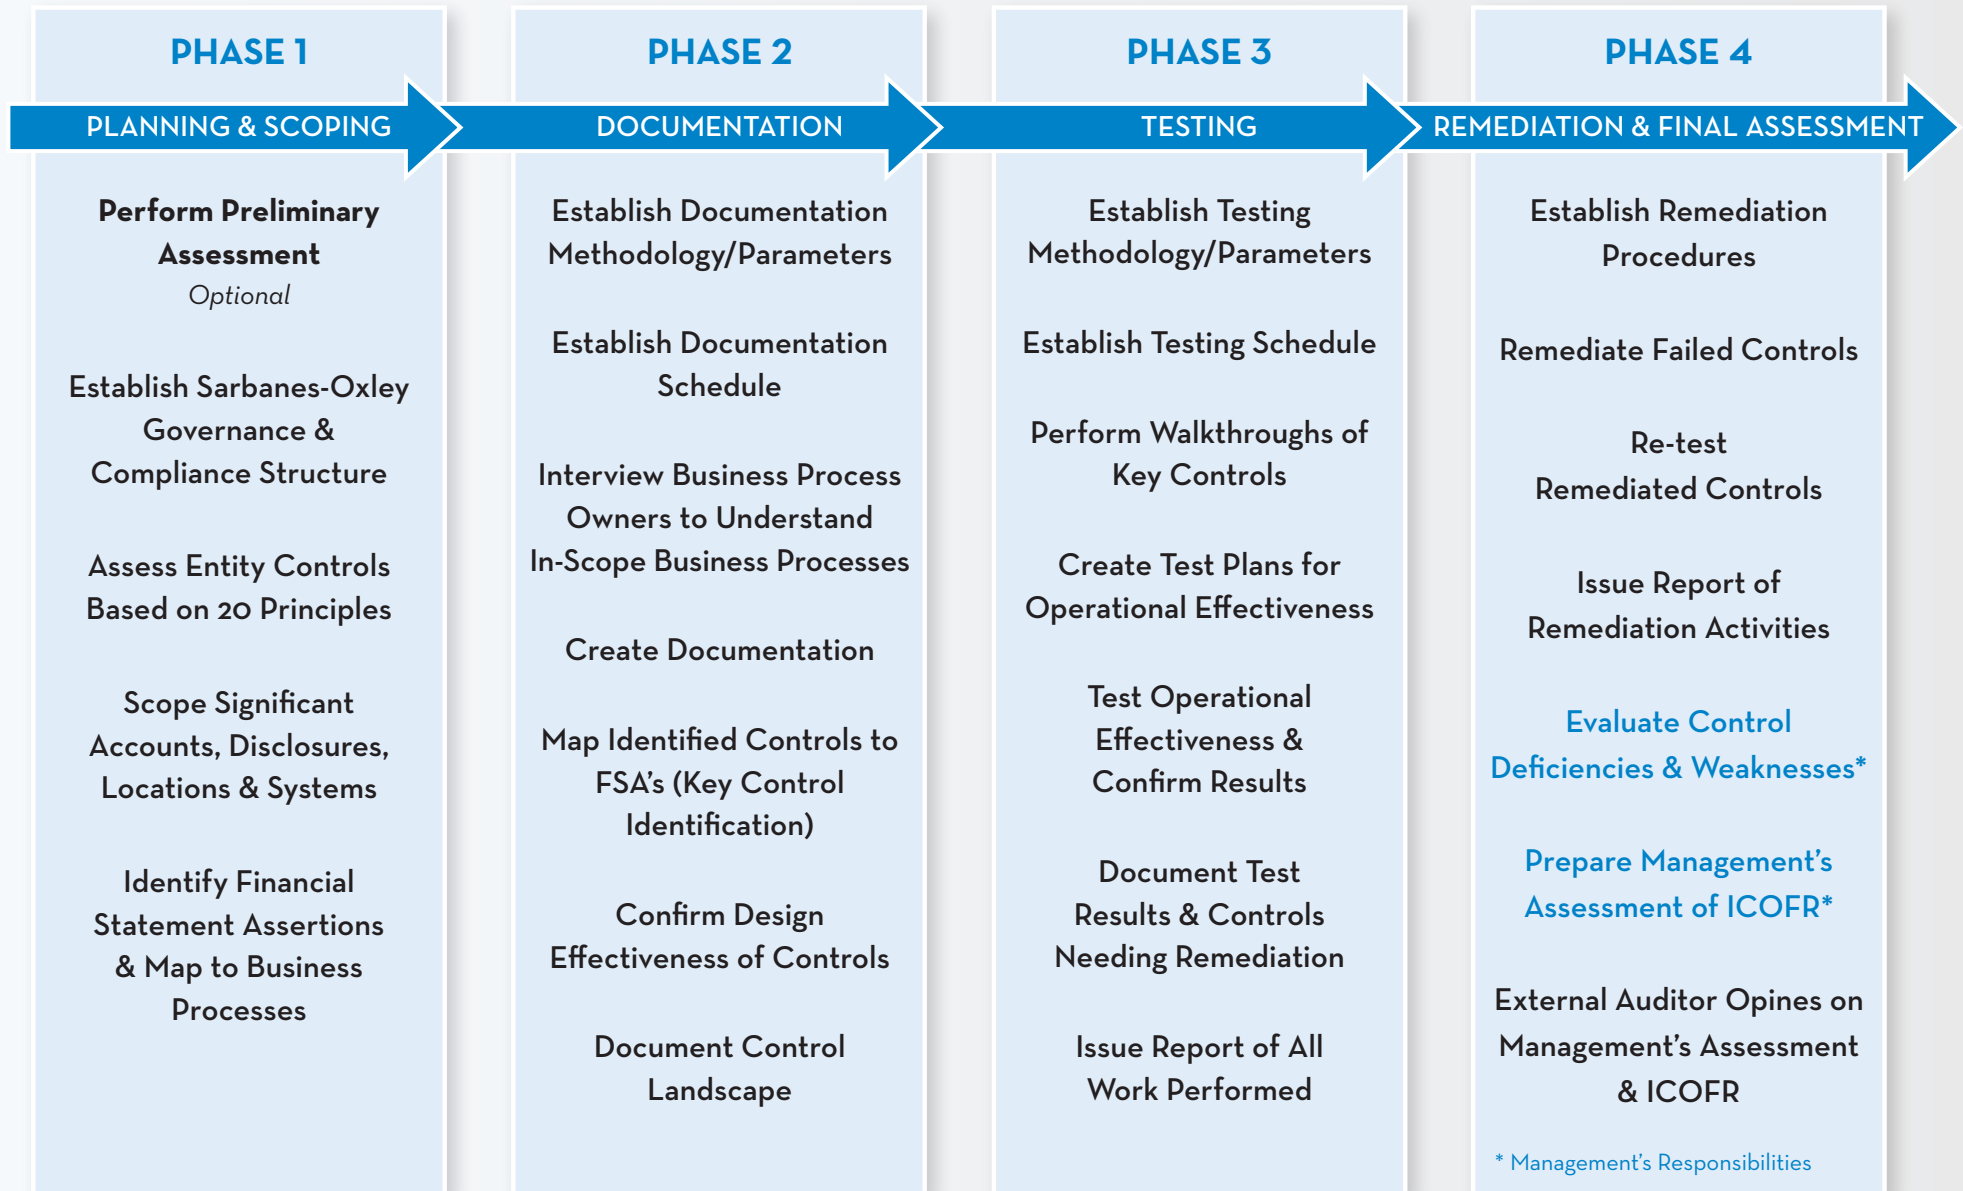 PHASE 1
PLANNING & SCOPING
Perform Preliminary
Assessment
Optional
Establish Sarbanes-Oxley
Governance &
Compliance Structure
Assess Entity Controls
Based on 20 Principles
Scope Significant
Accounts, Disclosures,
Locations & Systems
Identify Financial
Statement Assertions
& Map to Business
Processes
PHASE 2
DOCUMENTATION
Establish Documentation
Methodology/Parameters
Establish Documentation
Schedule
Interview Business Process
Owners to Understand
In-Scope Business Processes
Create Documentation
Map Identified Controls to
FSA's (Key Control
Identification)
Confirm Design
Effectiveness of Controls
Document Control
Landscape
PHASE 3
TESTING
Establish Testing
Methodology/Parameters
Establish Testing Schedule
Perform Walkthroughs of
Key Controls
Create Test Plans for
Operational Effectiveness
Test Operational
Effectiveness &
Confirm Results
Document Test
Results & Controls
Needing Remediation
Issue Report of All
Work Performed
PHASE 4
REMEDIATION & FINAL ASSESSMENT
Establish Remediation
Procedures
Remediate Failed Controls
Re-test
Remediated Controls
Issue Report of
Remediation Activities
Evaluate Control
Deficiencies & Weaknesses*
Prepare Management's
Assessment of ICOFR*
External Auditor Opines on
Management's Assessment
& ICOFR
* Management's Responsibilities